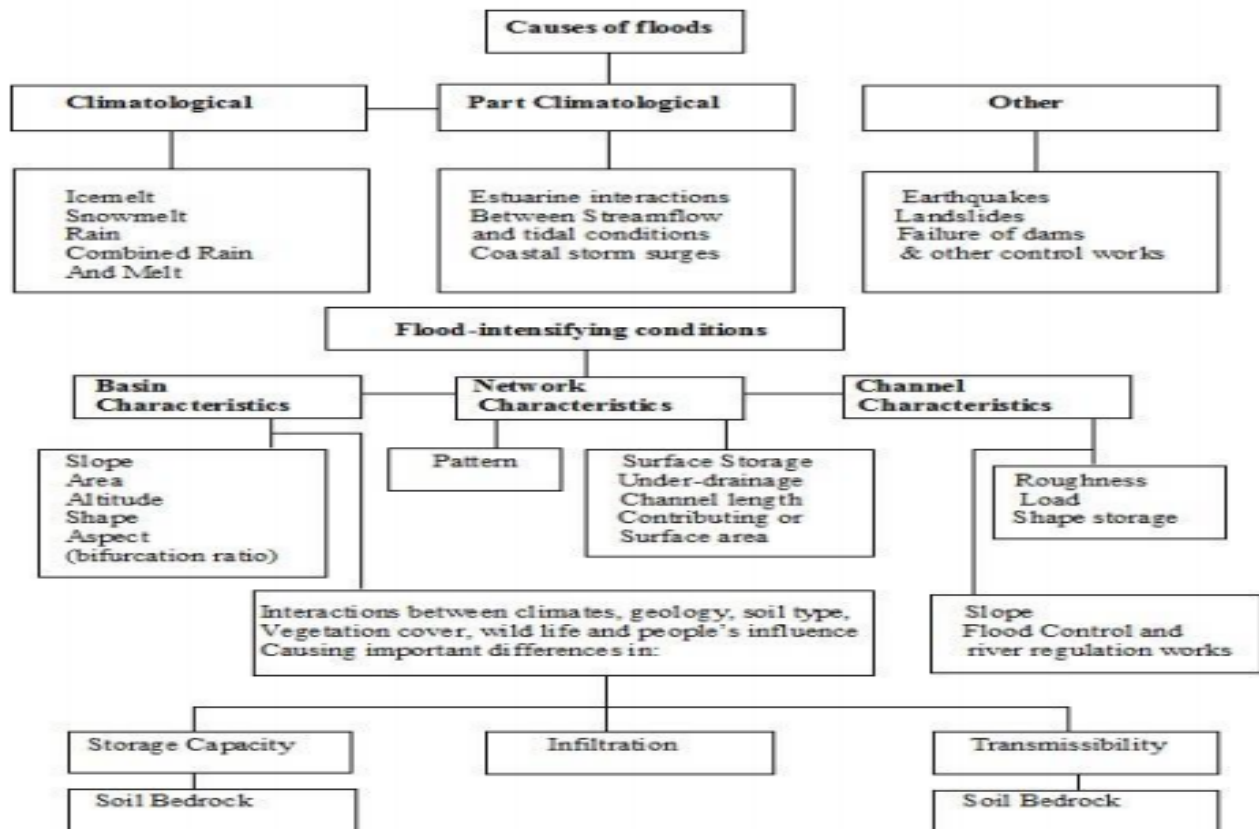 Causes of floods
Climatological
Part Climatological
Other
Icemelt
Snowmelt
Rain
Combined Rain
And Melt
Estuarine interactions
Between Streamflow
and tidal conditions
Coastal storm surges
Earthquakes
Landslides
Failure of dams
& other control works
Flood-intensifying conditions
Basin
Characteristics
Network
Characteristics
Channel
Characteristics
Slope
Area
Altitude
Shape
Aspect
(bifurcation ratio)
Pattern
Surface Storage
Under-drainage
Channel length
Contributing or
Surface area
Roughness
Load
Shape storage
Interactions between climates, geology, soil type,
Vegetation cover, wild life and people's influence
Causing important differences in:
Slope
Flood Control and
river regulation works
Storage Capacity
Infiltration
Transmissibility
Soil Bedrock
Soil Bedrock